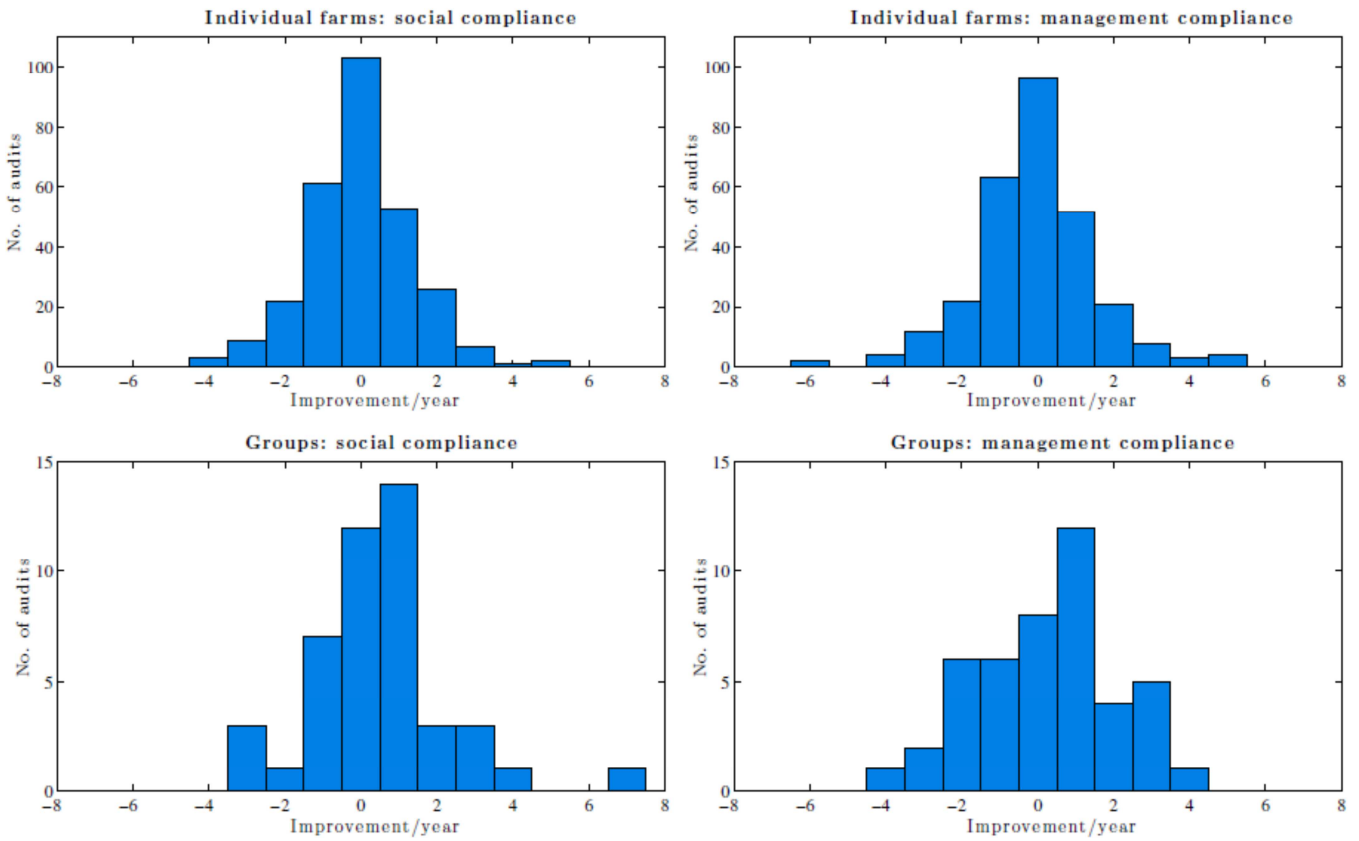 Individual farms: social compliance
No. of audits
100
80
60
40
20
0
−8 −6 −4 −2 0 2 4 6 8
Improvement/year
Individual farms: management compliance
No. of audits
100
80
60
40
20
0
−8 −6 −4 −2 0 2 4 6 8
Improvement/year
Groups: social compliance
No. of audits
15
10
5
0
−8 −6 −4 −2 0 2 4 6 8
Improvement/year
Groups: management compliance
No. of audits
15
10
5
0
−8 −6 −4 −2 0 2 4 6 8
Improvement/year